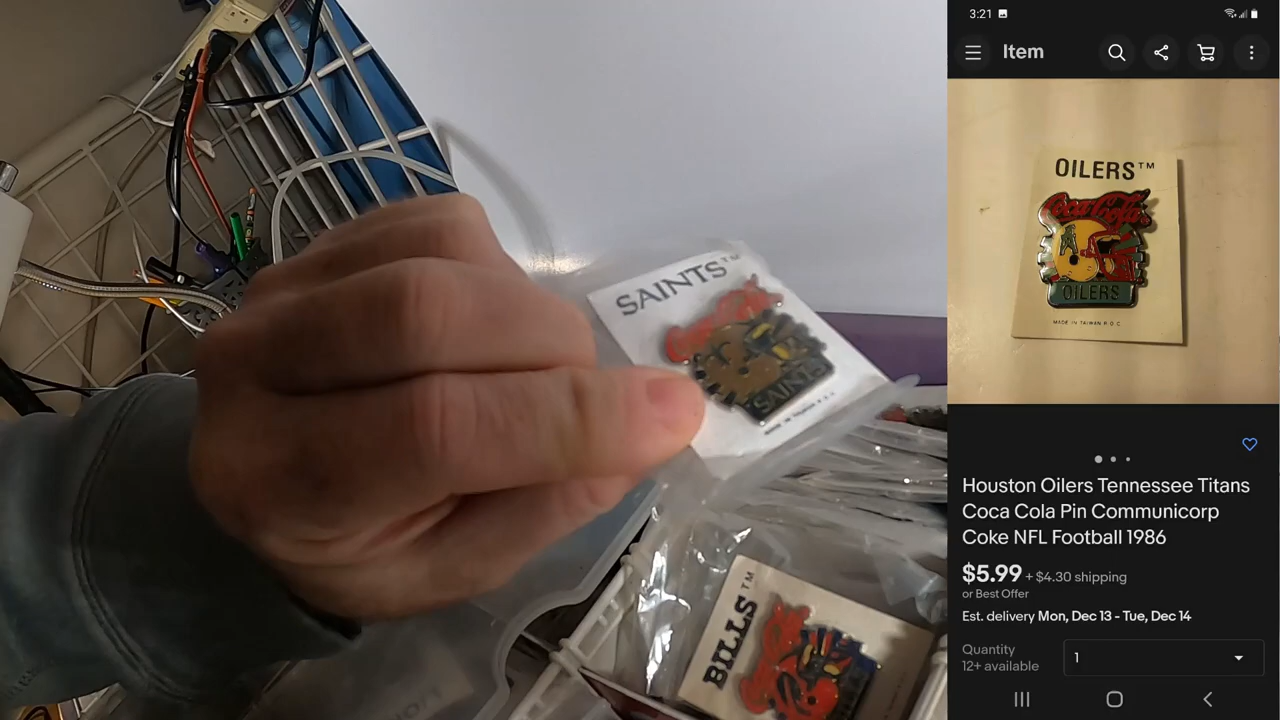 SAINTS™
Coca-Cola
SAINTS
BILLS™
3:21
Item
OILERS™
Coca-Cola
OILERS
MADE IN TAIWAN R.O.C.
Houston Oilers Tennessee Titans
Coca Cola Pin Communicorp
Coke NFL Football 1986
$5.99 + $4.30 shipping
or Best Offer
Est. delivery Mon, Dec 13 - Tue, Dec 14
Quantity
12+ available
1